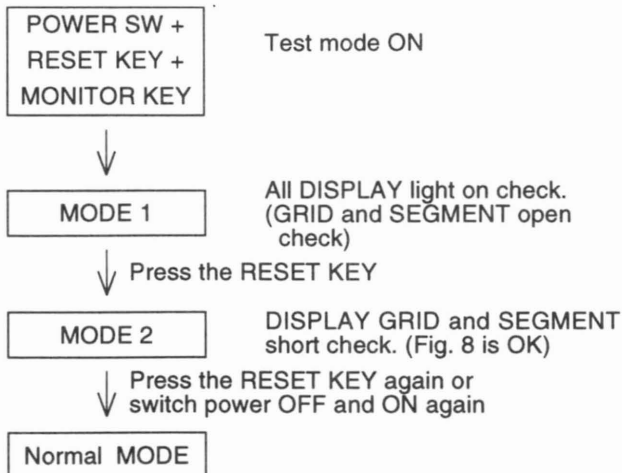 POWER SW +
RESET KEY +
MONITOR KEY
Test mode ON
MODE 1
All DISPLAY light on check.
(GRID and SEGMENT open
check)
Press the RESET KEY
MODE 2
DISPLAY GRID and SEGMENT
short check. (Fig. 8 is OK)
Press the RESET KEY again or
switch power OFF and ON again
Normal MODE